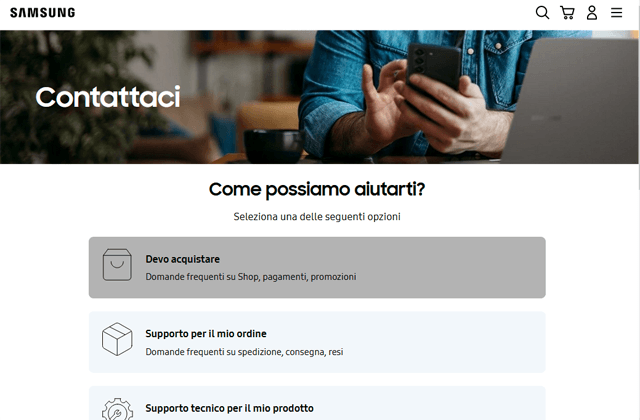 SAMSUNG
Contattaci
Come possiamo aiutarti?
Seleziona una delle seguenti opzioni
Devo acquistare
Domande frequenti su Shop, pagamenti, promozioni
Supporto per il mio ordine
Domande frequenti su spedizione, consegna, resi
Supporto tecnico per il mio prodotto